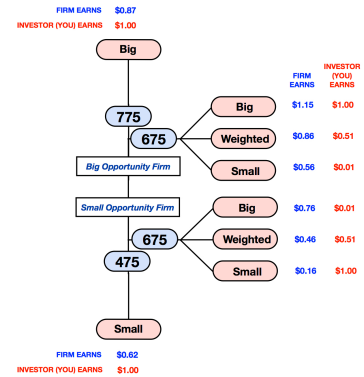 FIRM EARNS $0.87
INVESTOR (YOU) EARNS $1.00
Big
FIRM EARNS
INVESTOR (YOU) EARNS
775
675
Big $1.15 $1.00
Weighted $0.86 $0.51
Small $0.56 $0.01
Big Opportunity Firm
Small Opportunity Firm
675
475
Big $0.76 $0.01
Weighted $0.46 $0.51
Small $0.16 $1.00
Small
FIRM EARNS $0.62
INVESTOR (YOU) EARNS $1.00